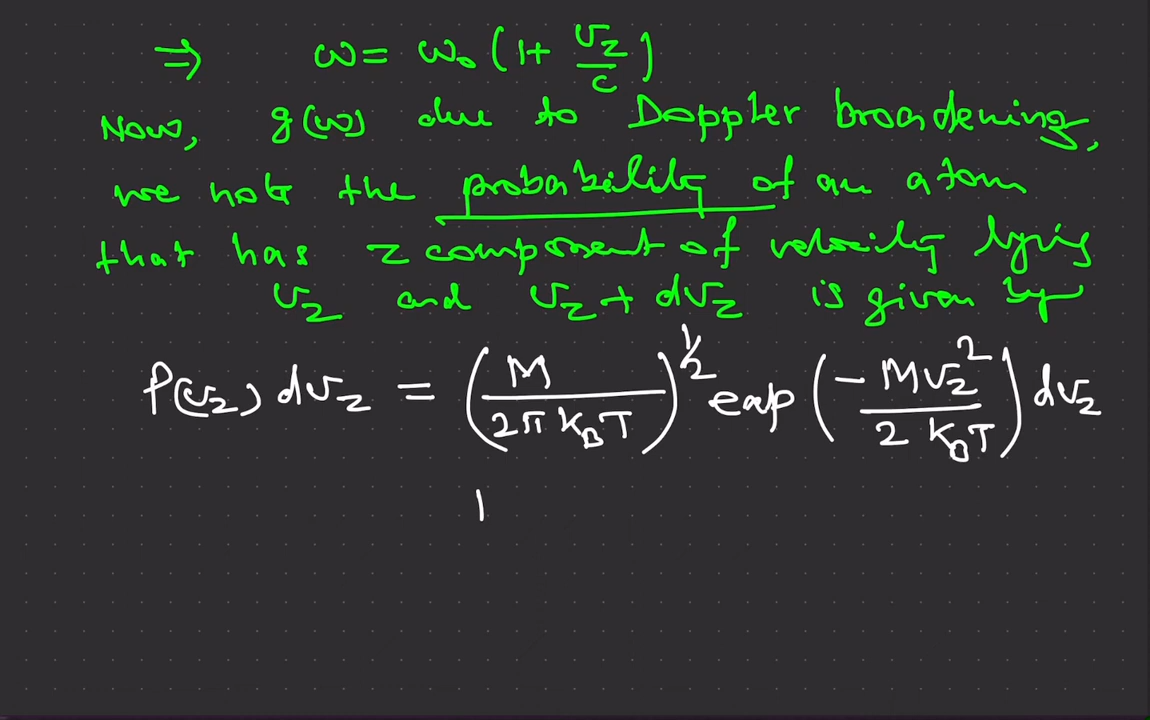 ⇒ ω = ω₀ (1 + v_z/c)
Now, g(ω) due to Doppler broadening,
we note the probability of an atom
that has z component of velocity lying
v_z and v_z + dv_z is given by
P(v_z) dv_z = (M / 2π k_B T)^{1/2} exp (− M v_z² / 2 k_B T) dv_z